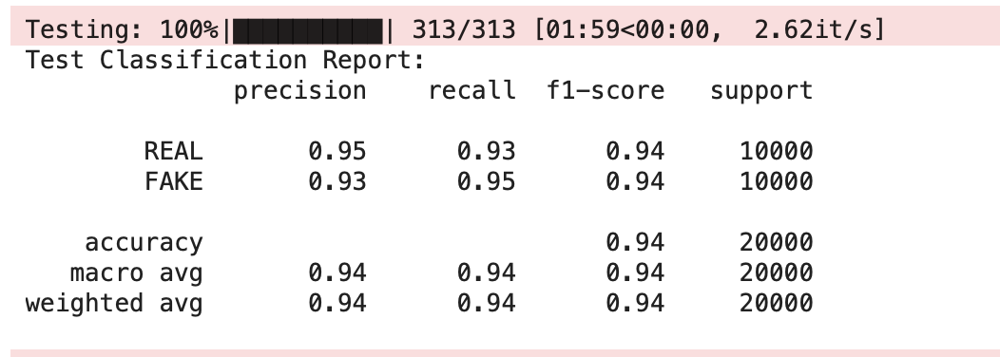 Testing: 100%|██████████| 313/313 [01:59<00:00,  2.62it/s]
Test Classification Report:
              precision    recall  f1-score   support

        REAL       0.95      0.93      0.94     10000
        FAKE       0.93      0.95      0.94     10000

    accuracy                           0.94     20000
   macro avg       0.94      0.94      0.94     20000
weighted avg       0.94      0.94      0.94     20000